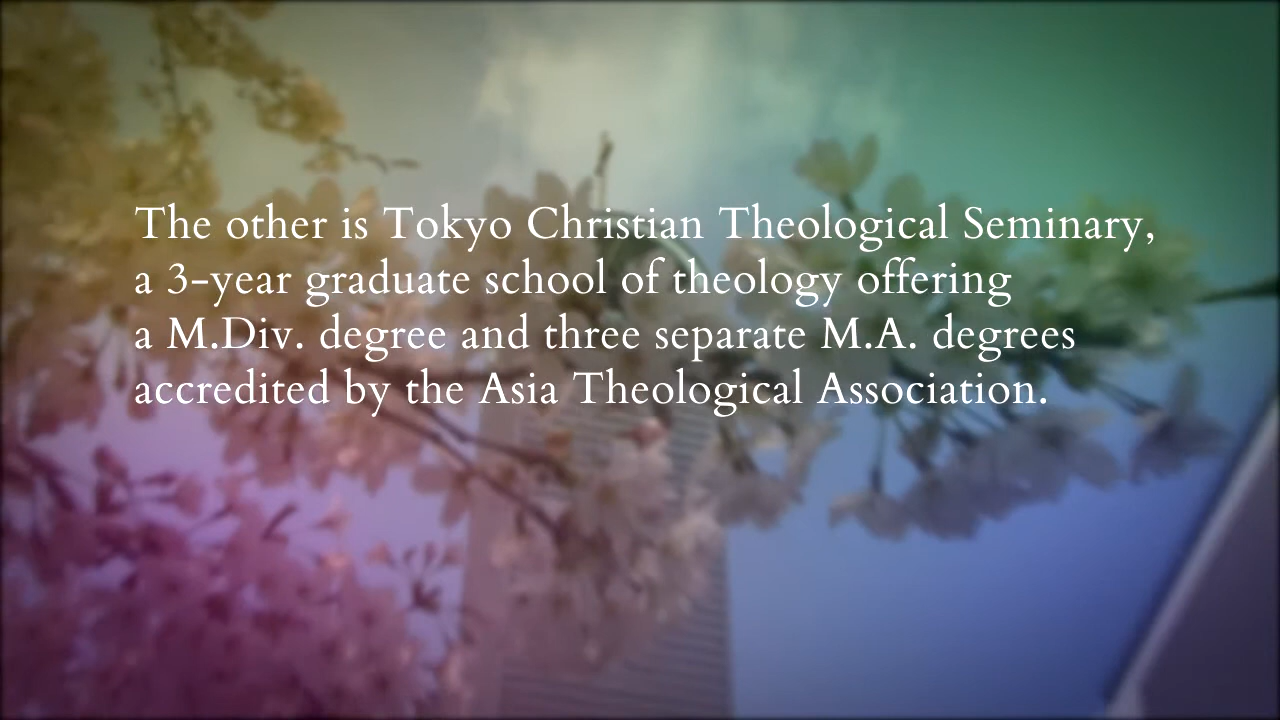 The other is Tokyo Christian Theological Seminary,
a 3-year graduate school of theology offering
a M.Div. degree and three separate M.A. degrees
accredited by the Asia Theological Association.